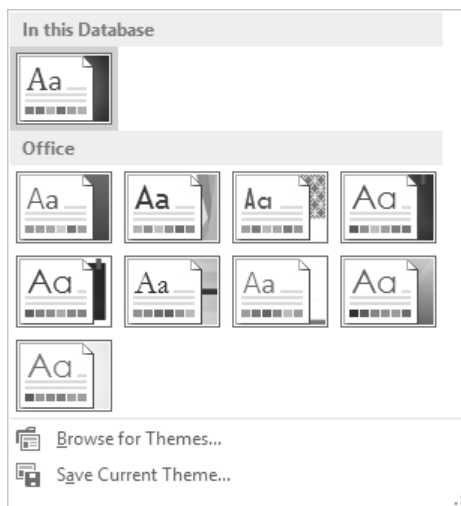 In this Database
Aa
Office
Aa Aa Aa Aa
Aa Aa Aa Aa
Aa
Browse for Themes...
Save Current Theme...